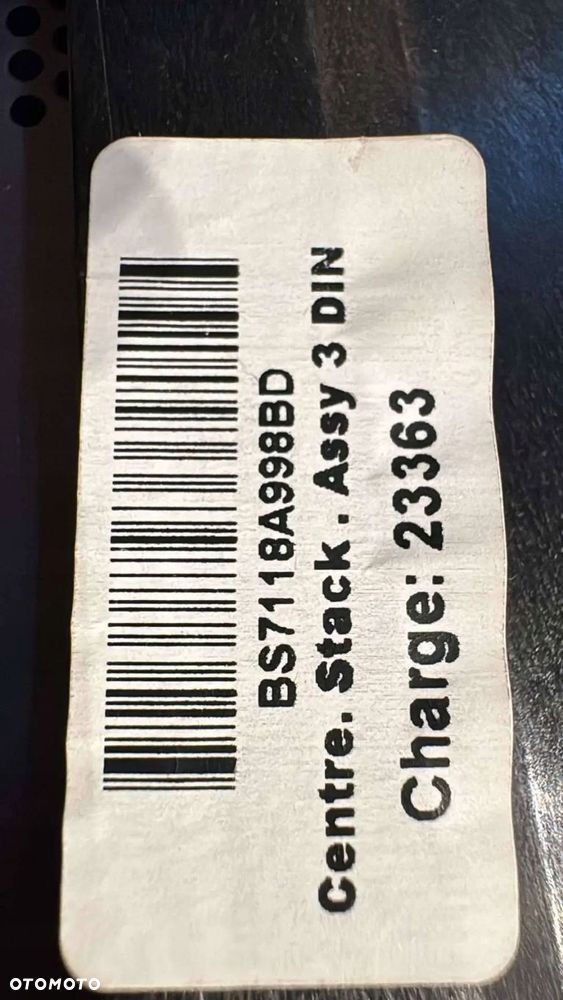 BS7118A998BD
Centre. Stack . Assy 3 DIN
Charge: 23363
OTOMOTO